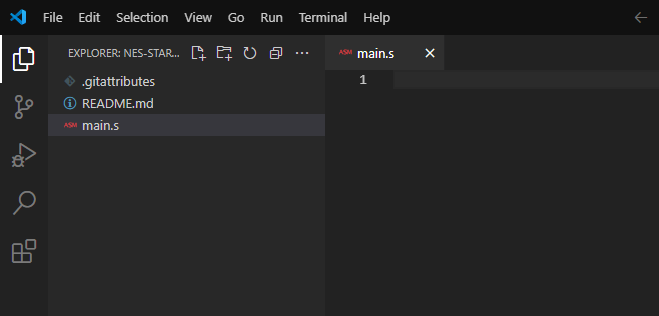 File Edit Selection View Go Run Terminal Help
EXPLORER: NES-STAR...
ASM main.s
.gitattributes
README.md
ASM main.s
1